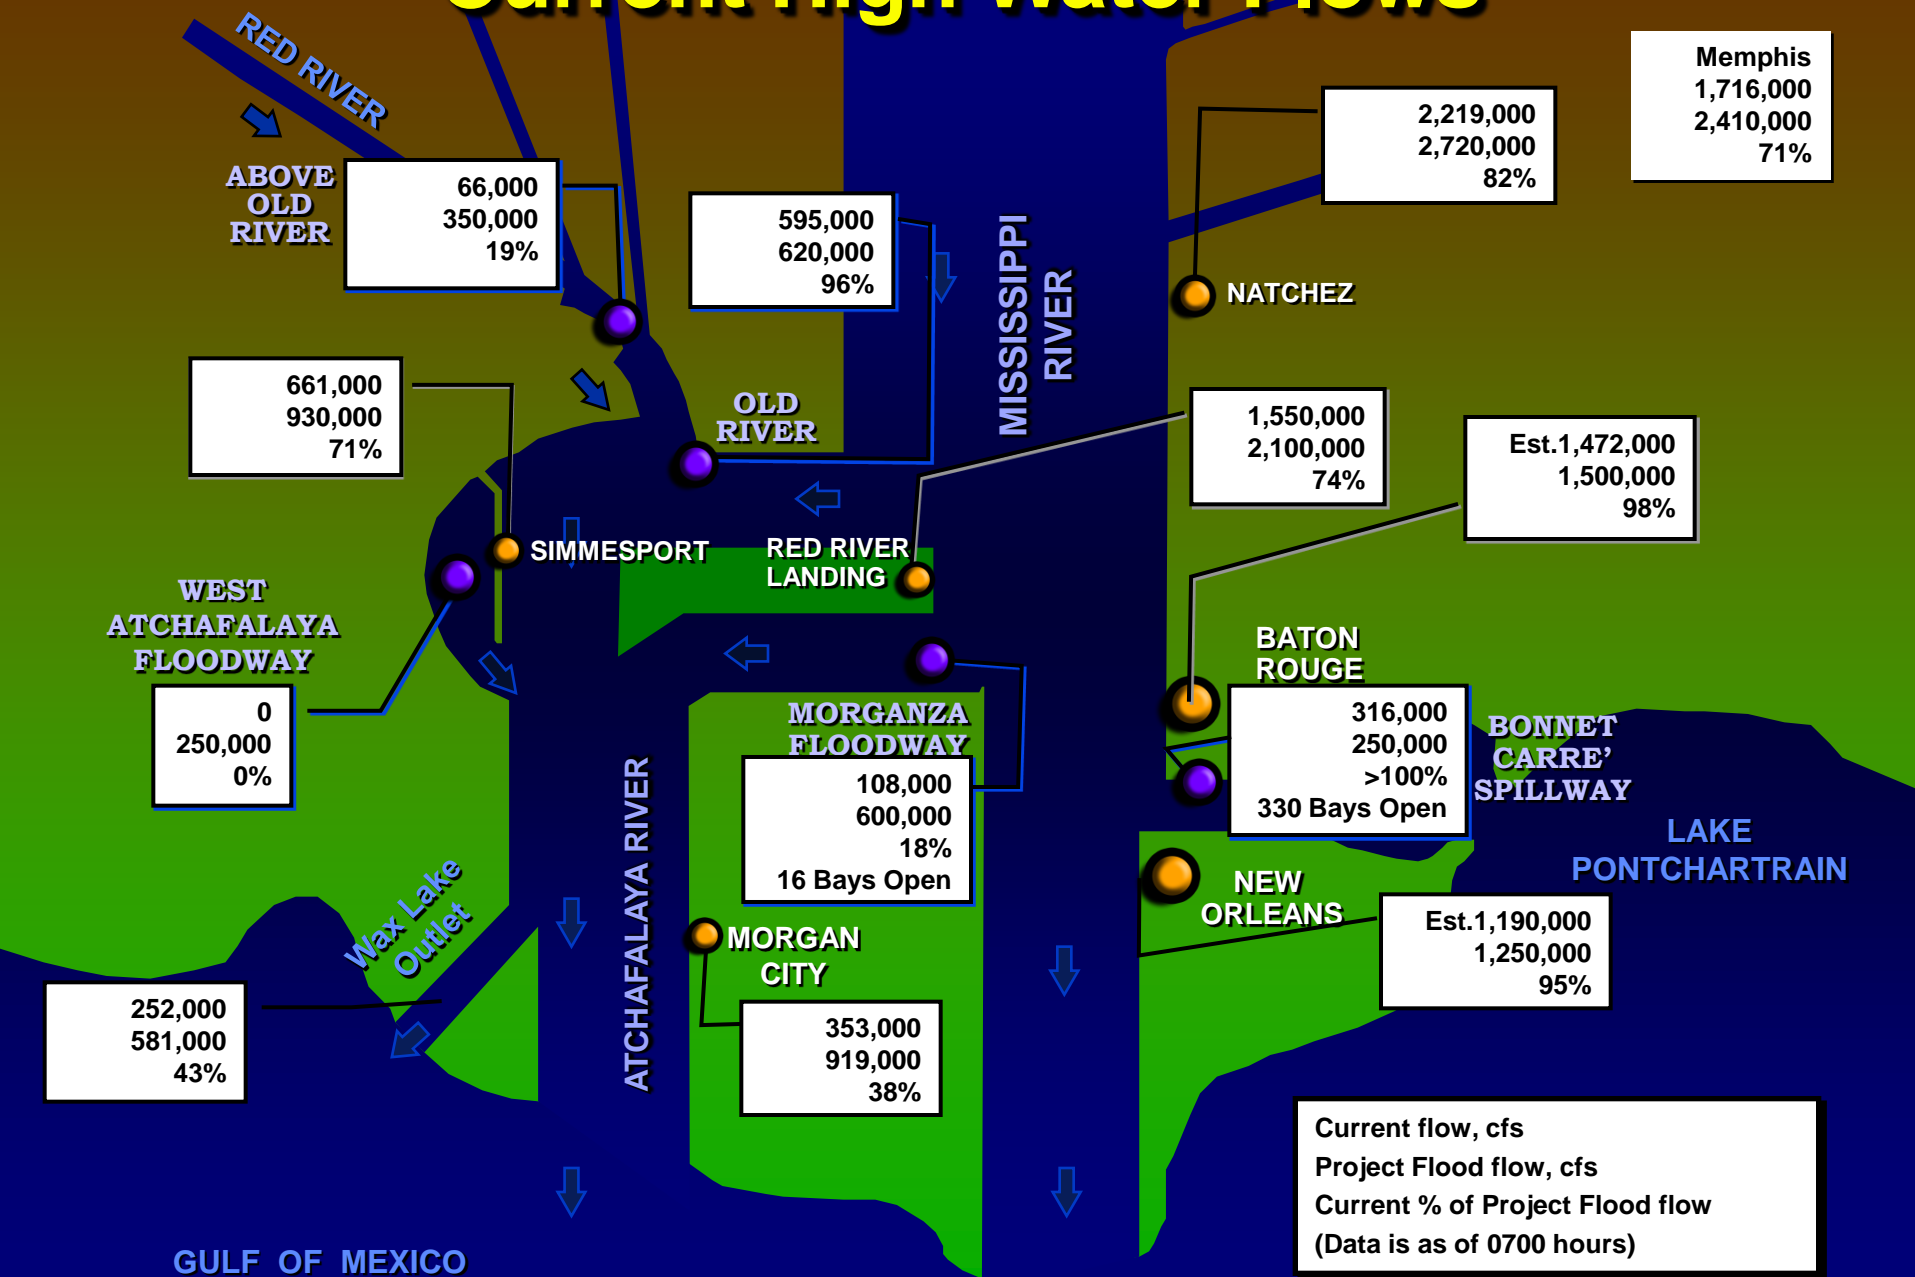 Current High Water Flows
RED RIVER
Memphis
1,716,000
2,410,000
71%
2,219,000
2,720,000
82%
ABOVE
OLD
RIVER
66,000
350,000
19%
595,000
620,000
96%
MISSISSIPPI
RIVER
NATCHEZ
661,000
930,000
71%
OLD
RIVER
1,550,000
2,100,000
74%
Est.1,472,000
1,500,000
98%
SIMMESPORT
RED RIVER
LANDING
WEST
ATCHAFALAYA
FLOODWAY
0
250,000
0%
BATON
ROUGE
316,000
250,000
>100%
330 Bays Open
BONNET
CARRE’
SPILLWAY
MORGANZA
FLOODWAY
108,000
600,000
18%
16 Bays Open
ATCHAFALAYA RIVER
LAKE
PONTCHARTRAIN
NEW
ORLEANS
Est.1,190,000
1,250,000
95%
Wax Lake
Outlet
MORGAN
CITY
252,000
581,000
43%
353,000
919,000
38%
Current flow, cfs
Project Flood flow, cfs
Current % of Project Flood flow
(Data is as of 0700 hours)
GULF OF MEXICO